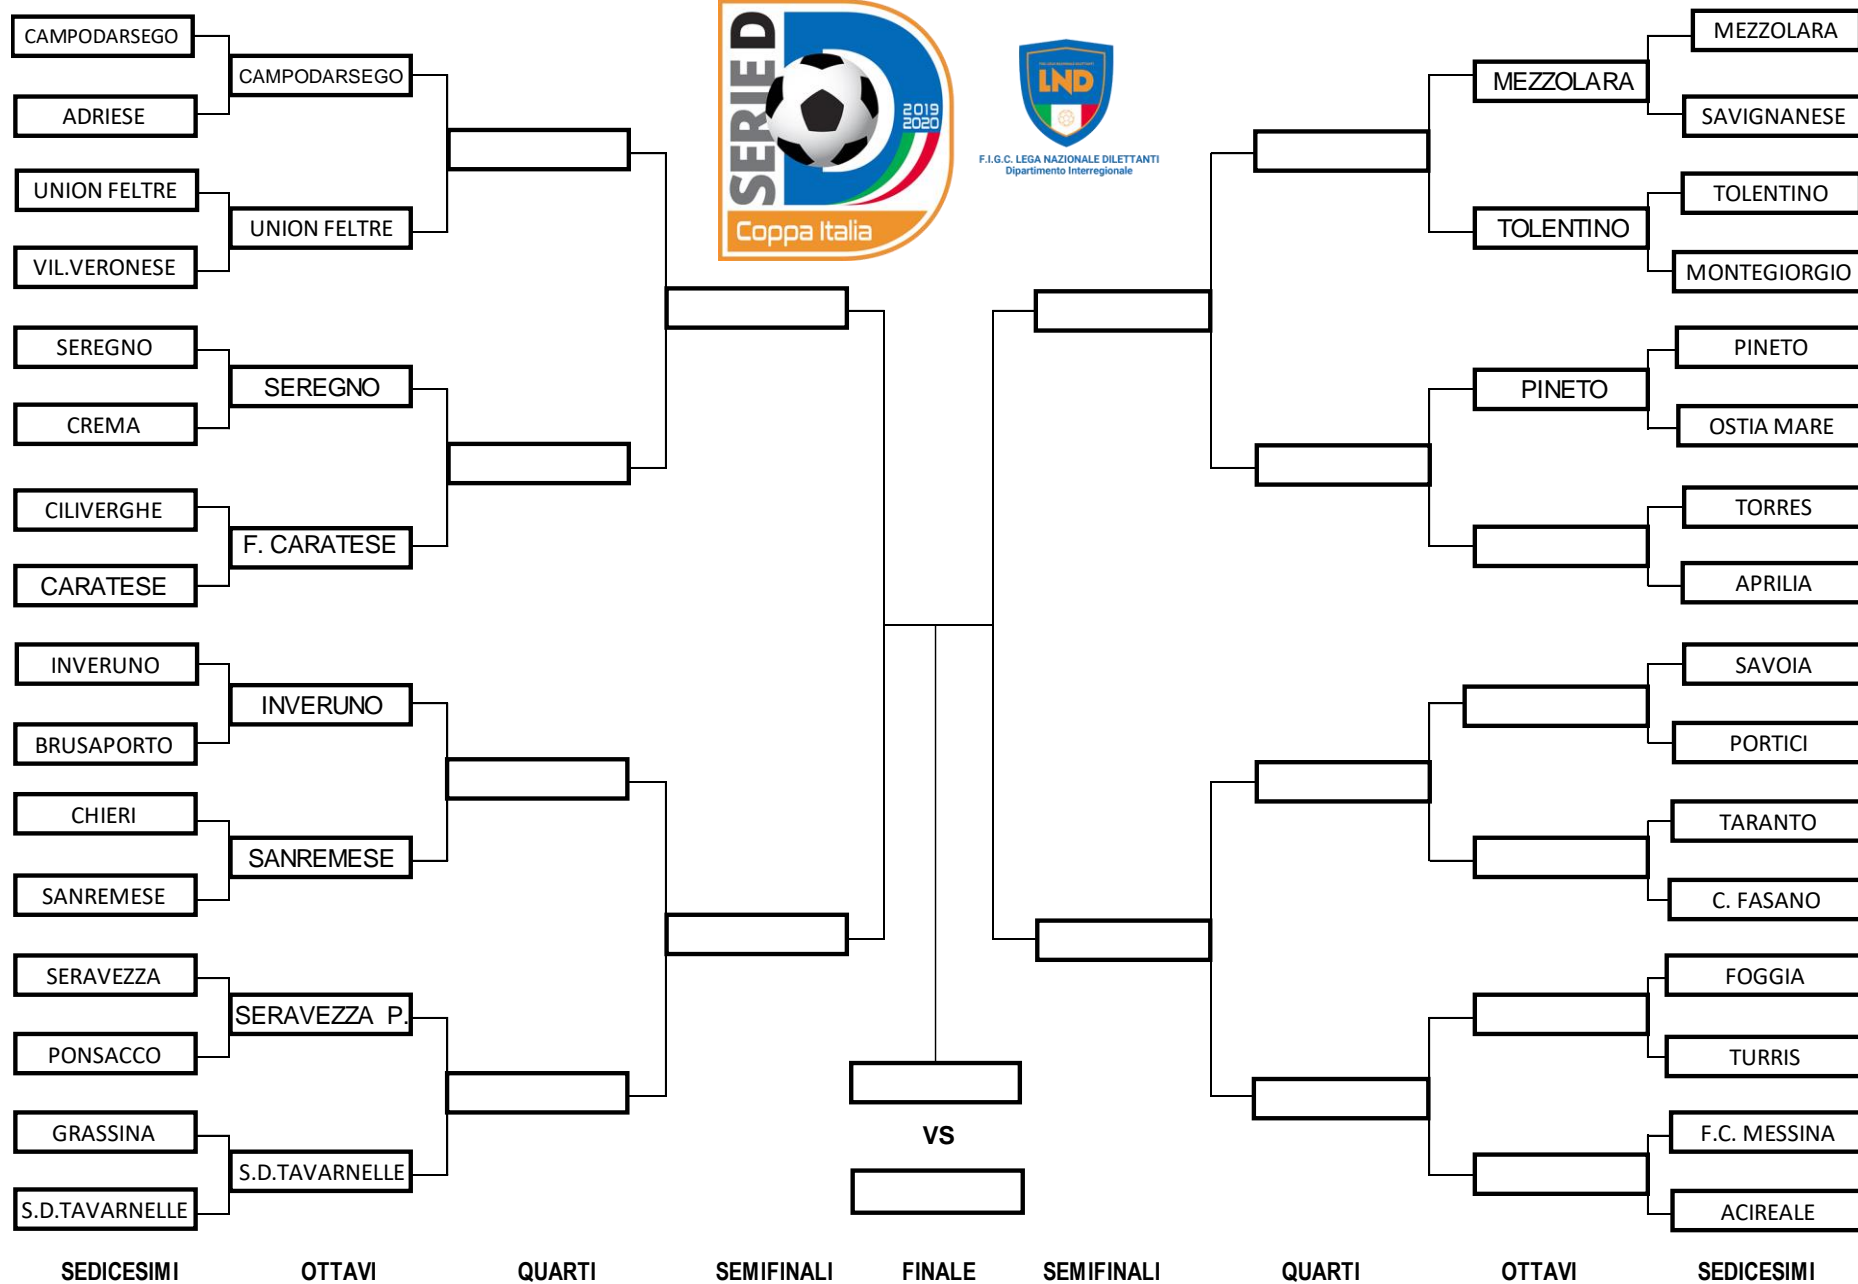 CAMPODARSEGO
ADRIESE
UNION FELTRE
VIL.VERONESE
SEREGNO
CREMA
CILIVERGHE
CARATESE
INVERUNO
BRUSAPORTO
CHIERI
SANREMESE
SERAVEZZA
PONSACCO
GRASSINA
S.D.TAVARNELLE
CAMPODARSEGO
UNION FELTRE
SEREGNO
F. CARATESE
INVERUNO
SANREMESE
SERAVEZZA P.
S.D.TAVARNELLE
SERIE D
2019
2020
Coppa Italia
LND
F.I.G.C. LEGA NAZIONALE DILETTANTI
Dipartimento Interregionale
VS
MEZZOLARA
TOLENTINO
PINETO
MEZZOLARA
SAVIGNANESE
TOLENTINO
MONTEGIORGIO
PINETO
OSTIA MARE
TORRES
APRILIA
SAVOIA
PORTICI
TARANTO
C. FASANO
FOGGIA
TURRIS
F.C. MESSINA
ACIREALE
SEDICESIMI OTTAVI QUARTI SEMIFINALI FINALE SEMIFINALI QUARTI OTTAVI SEDICESIMI